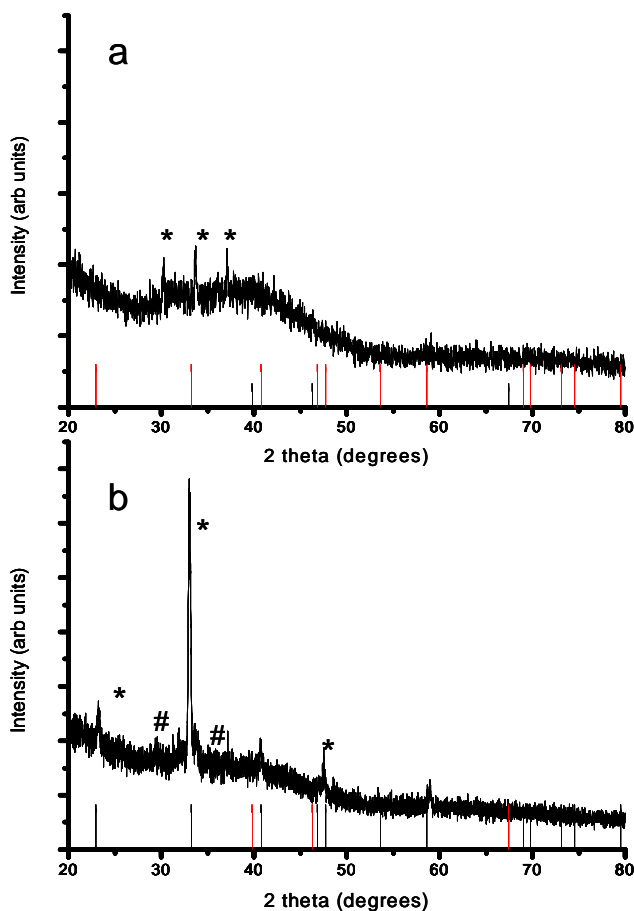 a
Intensity (arb units)
* * *
20 30 40 50 60 70 80
2 theta (degrees)
b
Intensity (arb units)
*
*
# #
*
20 30 40 50 60 70 80
2 theta (degrees)